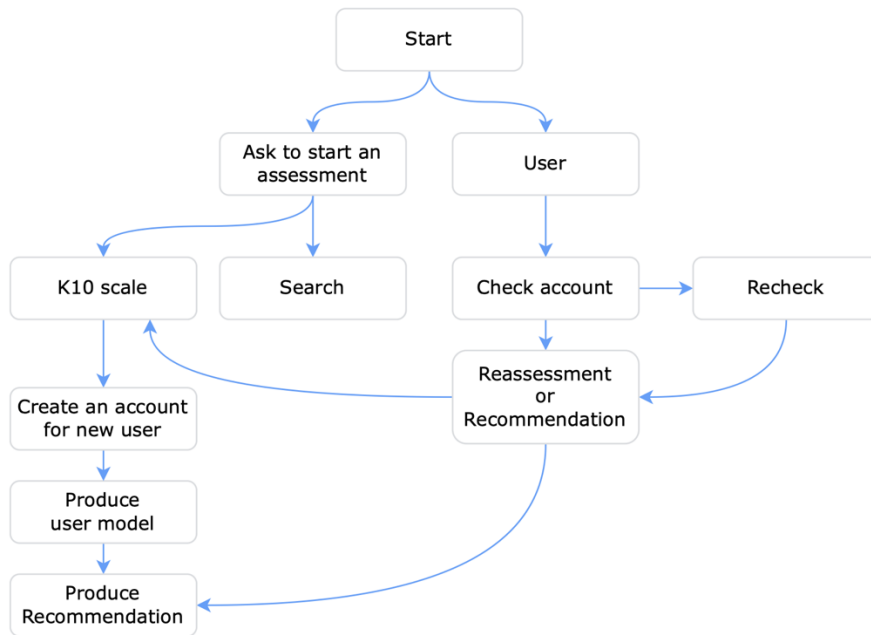 Start
Ask to start an
assessment
User
K10 scale
Search
Check account
Recheck
Reassessment
or
Recommendation
Create an account
for new user
Produce
user model
Produce
Recommendation